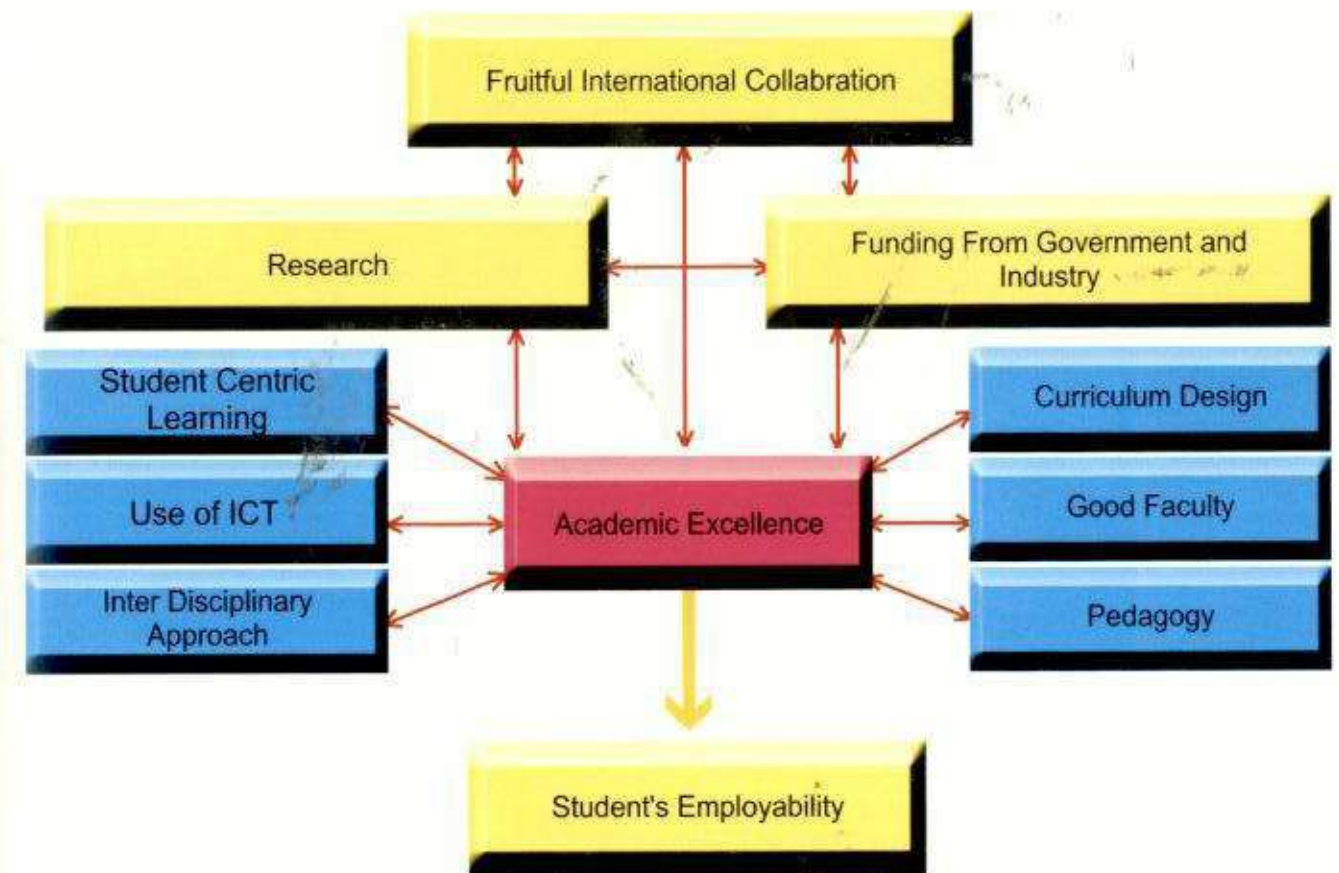 Fruitful International Collabration
Research
Funding From Government and
Industry
Student Centric
Learning
Curriculum Design
Use of ICT
Academic Excellence
Good Faculty
Inter Disciplinary
Approach
Pedagogy
Student's Employability